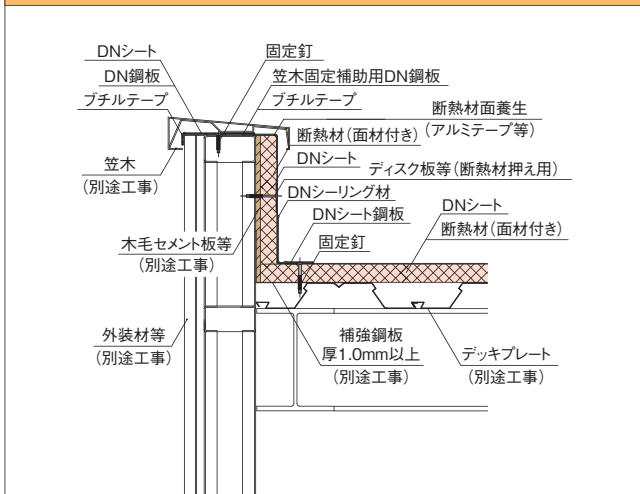 DNシート
固定釘
DN鋼板
笠木固定補助用DN鋼板
ブチルテープ
ブチルテープ
断熱材面養生
(アルミテープ等)
断熱材(面材付き)
笠木
(別途工事)
DNシート
ディスク板等(断熱材押え用)
DNシーリング材
DNシート
DNシート鋼板
断熱材(面材付き)
木毛セメント板等
(別途工事)
固定釘
外装材等
(別途工事)
補強鋼板
厚1.0mm以上
(別途工事)
デッキプレート
(別途工事)